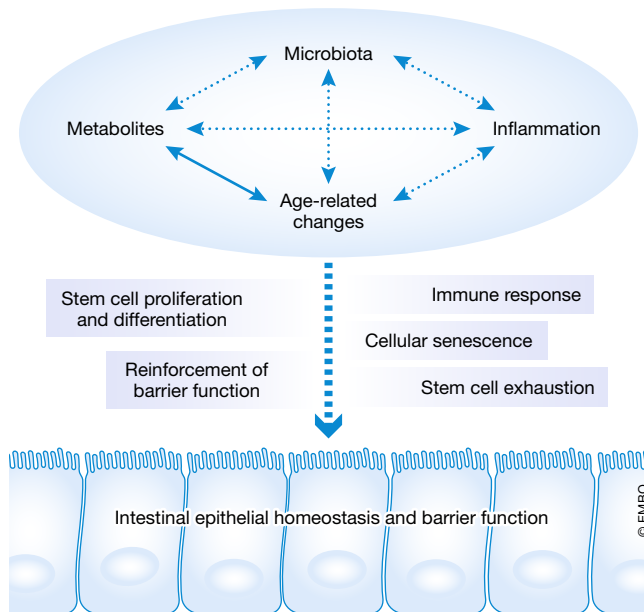 Microbiota
Metabolites
Inflammation
Age-related
changes
Stem cell proliferation
and differentiation
Immune response
Cellular senescence
Reinforcement of
barrier function
Stem cell exhaustion
Intestinal epithelial homeostasis and barrier function
© EMBO